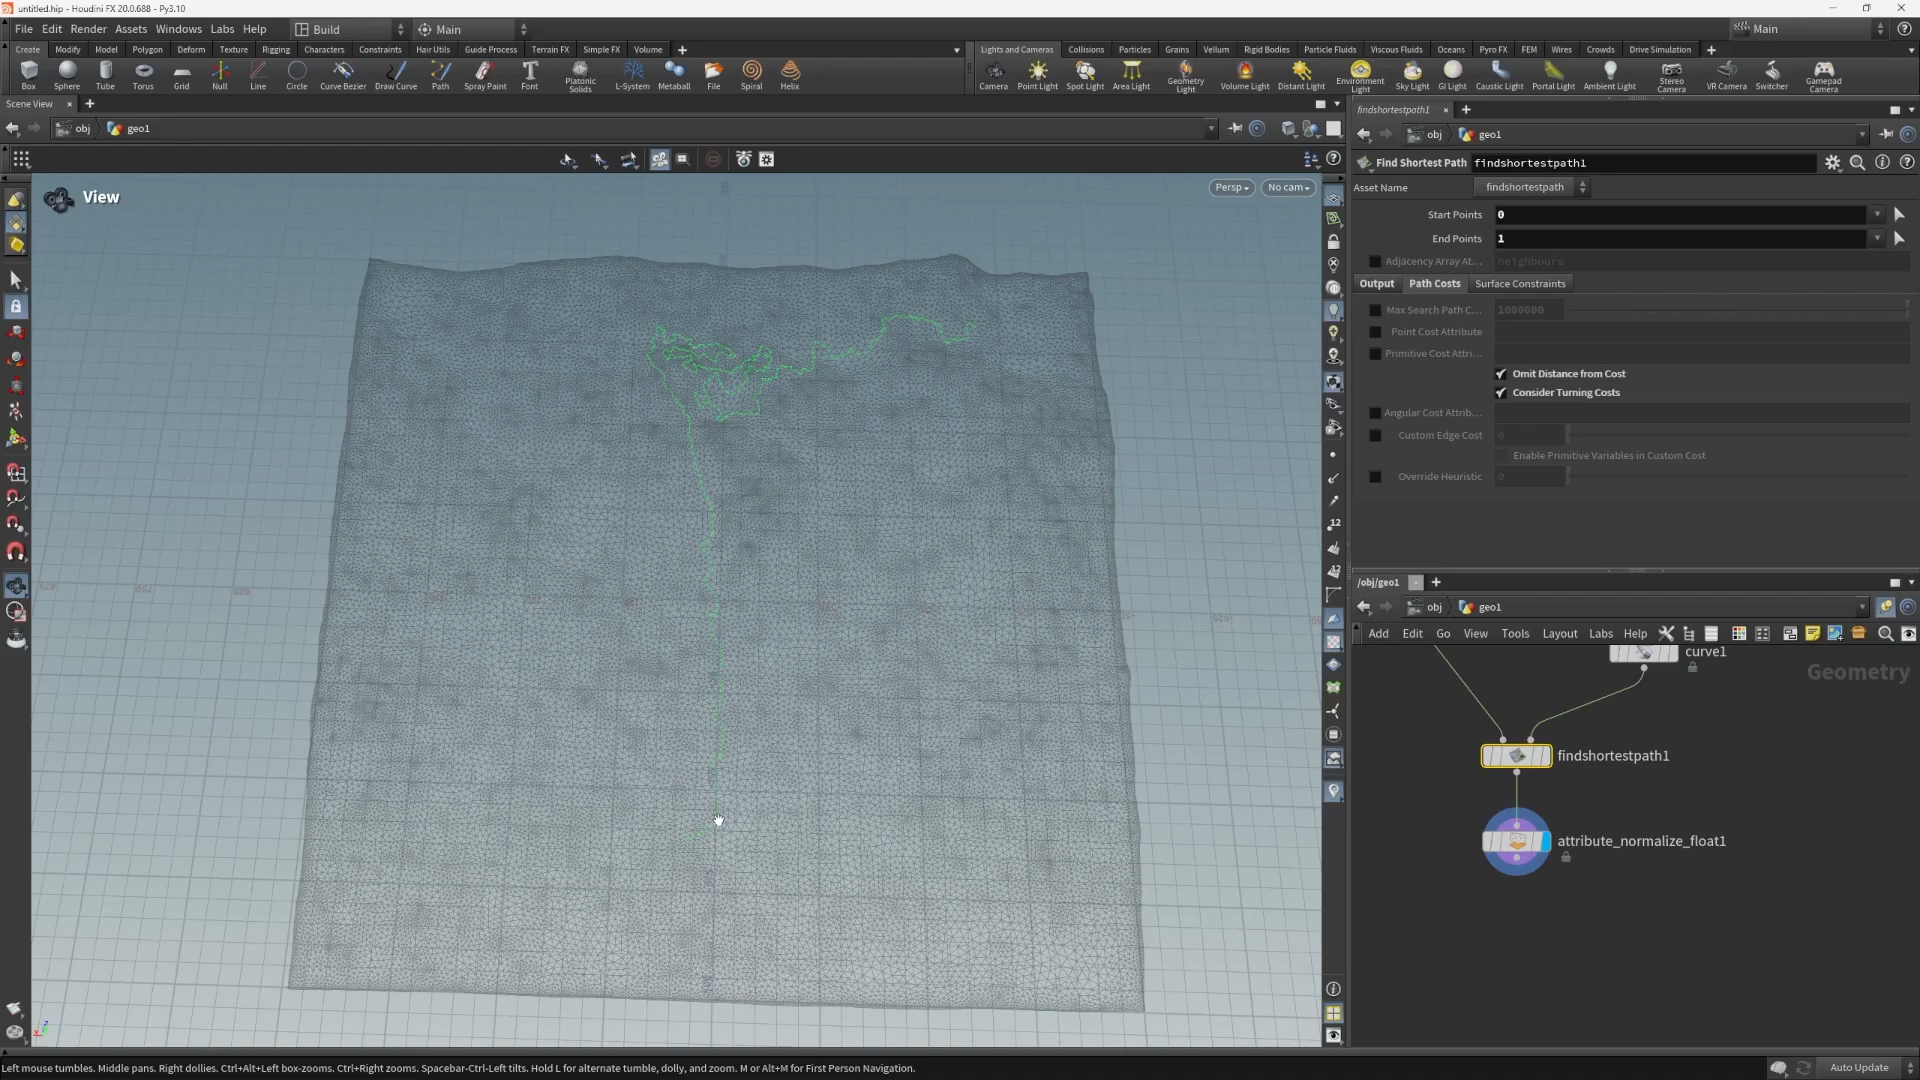 untitled.hip - Houdini FX 20.0.688 - Py3.10
File Edit Render Assets Windows Labs Help Build Main Main
Create Modify Model Polygon Deform Texture Rigging Characters Constraints Hair Utils Guide Process Terrain FX Simple FX Volume
Lights and Cameras Collisions Particles Grains Vellum Rigid Bodies Particle Fluids Viscous Fluids Oceans Pyro FX FEM Wires Crowds Drive Simulation
Box Sphere Tube Torus Grid Null Line Circle Curve Bezier Draw Curve Path Spray Paint Font Platonic Solids L-System Metaball File Spiral Helix
Camera Point Light Spot Light Area Light Geometry Light Volume Light Distant Light Environment Light Sky Light GI Light Caustic Light Portal Light Ambient Light Stereo Camera VR Camera Switcher Gamepad Camera
Scene View
obj geo1
View
Persp No cam
findshortestpath1
obj geo1
Find Shortest Path findshortestpath1
Asset Name findshortestpath
Start Points 0
End Points 1
Adjacency Array At... neighbours
Output Path Costs Surface Constraints
Max Search Path C... 1000000
Point Cost Attribute
Primitive Cost Attri...
Omit Distance from Cost
Consider Turning Costs
Angular Cost Attrib...
Custom Edge Cost 0
Enable Primitive Variables in Custom Cost
Override Heuristic 0
/obj/geo1
obj geo1
Add Edit Go View Tools Layout Labs Help
curve1
Geometry
findshortestpath1
attribute_normalize_float1
Left mouse tumbles. Middle pans. Right dollies. Ctrl+Alt+Left box-zooms. Ctrl+Right zooms. Spacebar-Ctrl-Left tilts. Hold L for alternate tumble, dolly, and zoom. M or Alt+M for First Person Navigation.
Auto Update